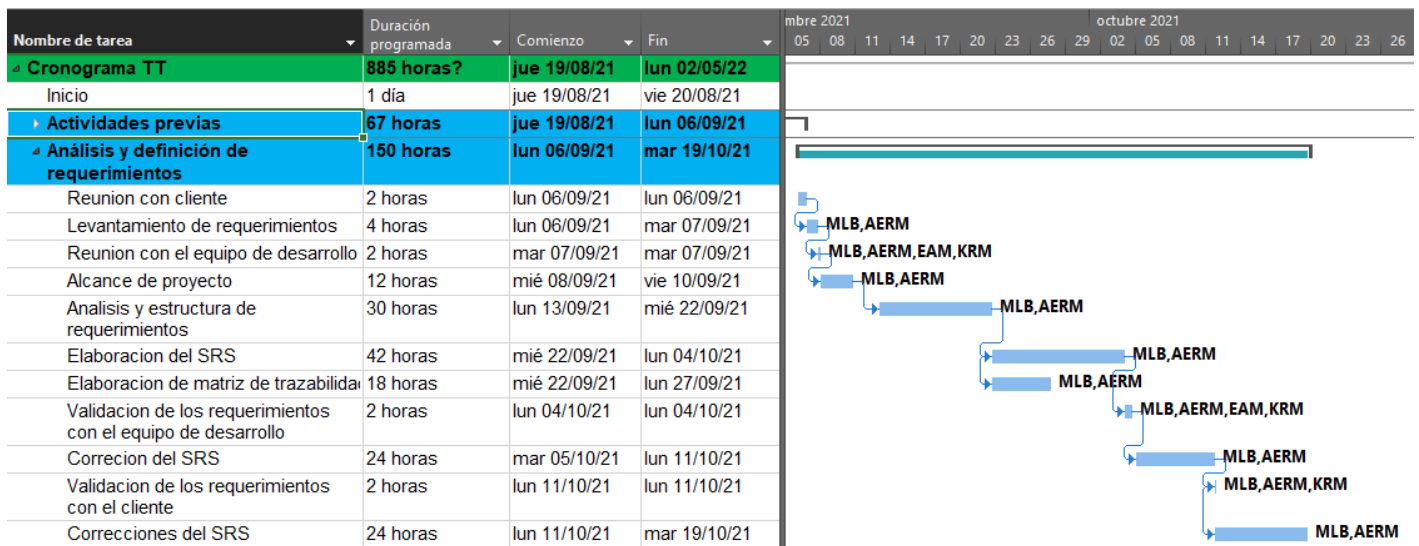 mbre 2021 octubre 2021
Nombre de tarea Duración programada Comienzo Fin 05 08 11 14 17 20 23 26 29 02 05 08 11 14 17 20 23 26
Cronograma TT 885 horas? jue 19/08/21 lun 02/05/22
Inicio 1 día jue 19/08/21 vie 20/08/21
Actividades previas 67 horas jue 19/08/21 lun 06/09/21
Análisis y definición de 150 horas lun 06/09/21 mar 19/10/21
requerimientos
Reunion con cliente 2 horas lun 06/09/21 lun 06/09/21
Levantamiento de requerimientos 4 horas lun 06/09/21 mar 07/09/21 MLB,AERM
Reunion con el equipo de desarrollo 2 horas mar 07/09/21 mar 07/09/21 MLB,AERM,EAM,KRM
Alcance de proyecto 12 horas mié 08/09/21 vie 10/09/21 MLB,AERM
Analisis y estructura de 30 horas lun 13/09/21 mié 22/09/21 MLB,AERM
requerimientos
Elaboracion del SRS 42 horas mié 22/09/21 lun 04/10/21 MLB,AERM
Elaboracion de matriz de trazabilida 18 horas mié 22/09/21 lun 27/09/21 MLB,AERM
Validacion de los requerimientos 2 horas lun 04/10/21 lun 04/10/21 MLB,AERM,EAM,KRM
con el equipo de desarrollo
Correcion del SRS 24 horas mar 05/10/21 lun 11/10/21 MLB,AERM
Validacion de los requerimientos 2 horas lun 11/10/21 lun 11/10/21 MLB,AERM,KRM
con el cliente
Correcciones del SRS 24 horas lun 11/10/21 mar 19/10/21 MLB,AERM